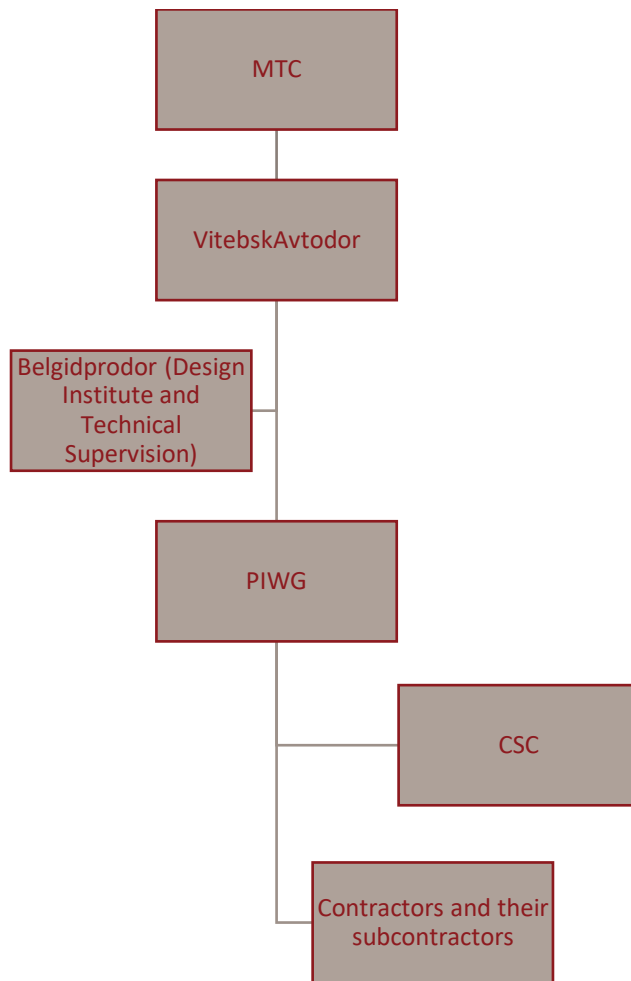 MTC
VitebskAvtodor
Belgidprodor (Design
Institute and
Technical
Supervision)
PIWG
CSC
Contractors and their
subcontractors